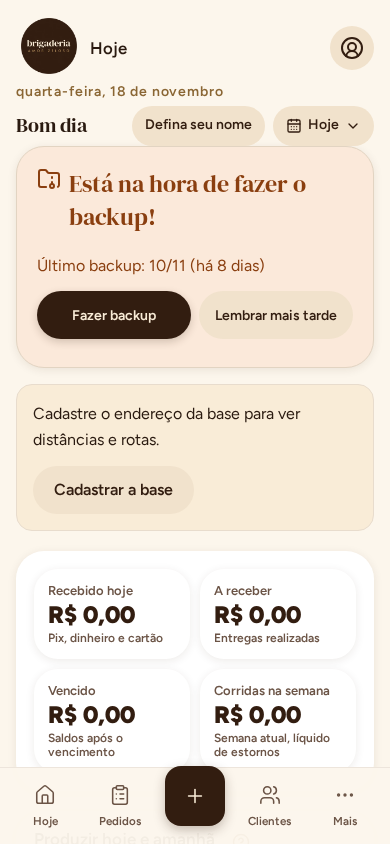 brigaderia
Hoje
quarta-feira, 18 de novembro
Bom dia
Defina seu nome
Hoje
Está na hora de fazer o
backup!
Último backup: 10/11 (há 8 dias)
Fazer backup
Lembrar mais tarde
Cadastre o endereço da base para ver
distâncias e rotas.
Cadastrar a base
Recebido hoje
R$ 0,00
Pix, dinheiro e cartão
A receber
R$ 0,00
Entregas realizadas
Vencido
R$ 0,00
Saldos após o
vencimento
Corridas na semana
R$ 0,00
Semana atual, líquido
de estornos
Hoje
Pedidos
Clientes
Mais
Produzir hoje e amanhã